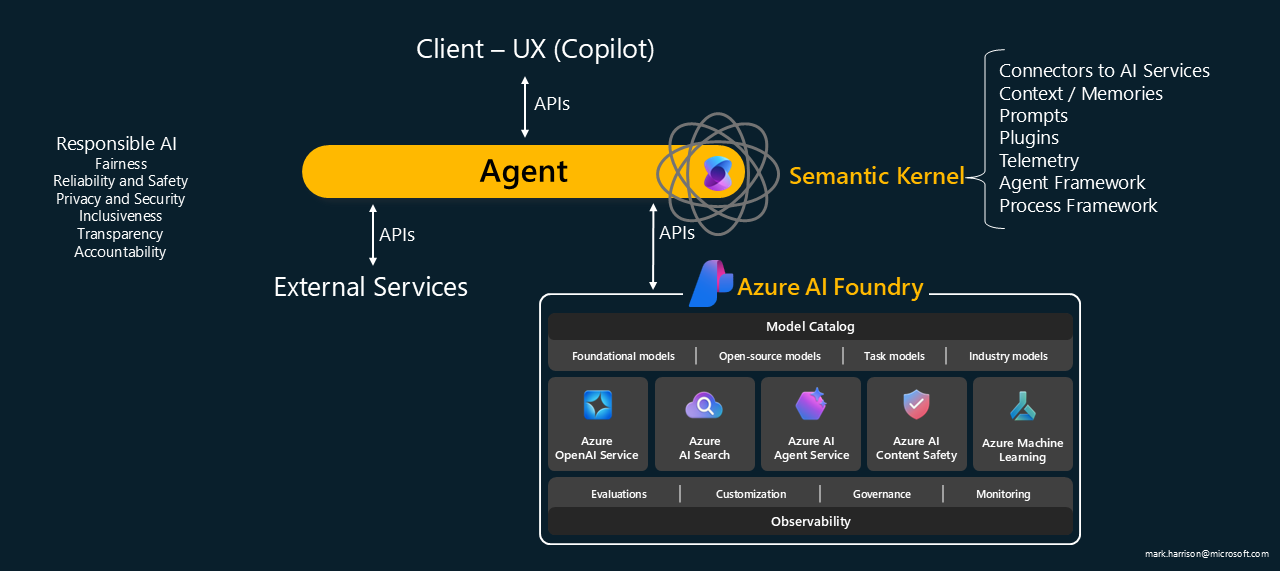 Client – UX (Copilot)
APIs
Responsible AI
Fairness
Reliability and Safety
Privacy and Security
Inclusiveness
Transparency
Accountability
Agent
Semantic Kernel
Connectors to AI Services
Context / Memories
Prompts
Plugins
Telemetry
Agent Framework
Process Framework
APIs
APIs
External Services
Azure AI Foundry
Model Catalog
Foundational models
Open-source models
Task models
Industry models
Azure
OpenAI Service
Azure
AI Search
Azure AI
Agent Service
Azure AI
Content Safety
Azure Machine
Learning
Evaluations
Customization
Governance
Monitoring
Observability
mark.harrison@microsoft.com